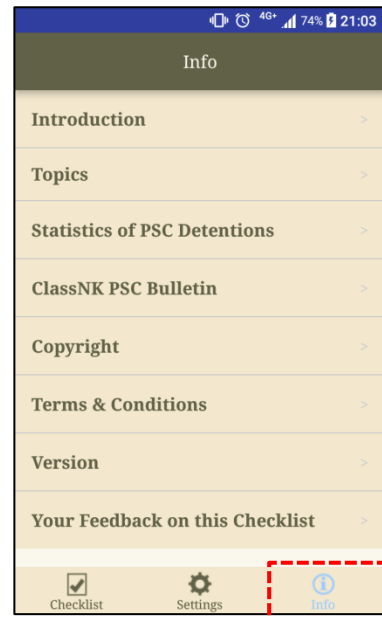 4G+ 74% 21:03
Info
Introduction >
Topics >
Statistics of PSC Detentions >
ClassNK PSC Bulletin >
Copyright >
Terms & Conditions >
Version >
Your Feedback on this Checklist >
Checklist Settings Info